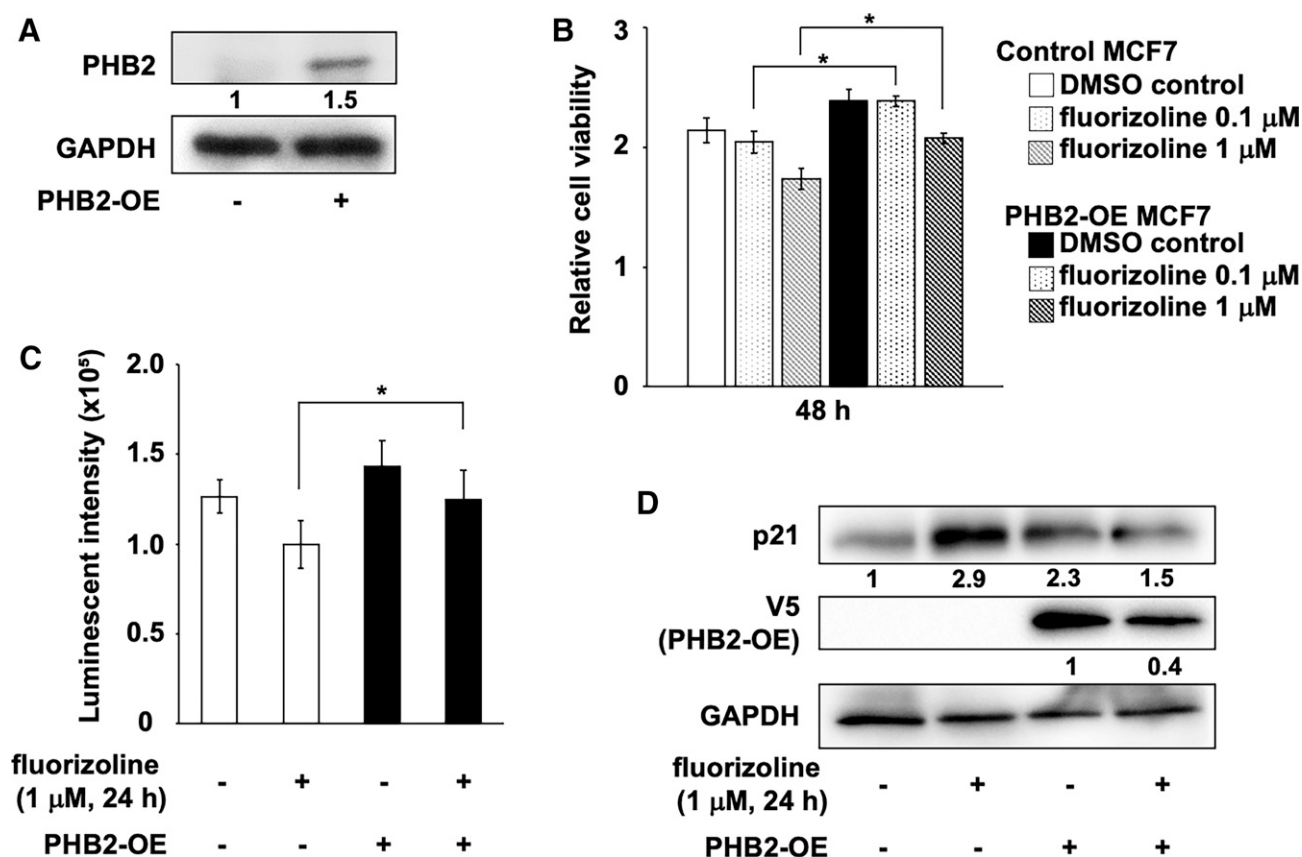 A
PHB2
1 1.5
GAPDH
PHB2-OE - +
B
Relative cell viability
3
2
1
0
* *
48 h
Control MCF7
DMSO control
fluorizoline 0.1 μM
fluorizoline 1 μM
PHB2-OE MCF7
DMSO control
fluorizoline 0.1 μM
fluorizoline 1 μM
C
Luminescent intensity (x10⁵)
2.0
1.5
1.0
0.5
0
*
fluorizoline
(1 μM, 24 h) - + - +
PHB2-OE - - + +
D
p21
1 2.9 2.3 1.5
V5
(PHB2-OE)
1 0.4
GAPDH
fluorizoline
(1 μM, 24 h) - + - +
PHB2-OE - - + +